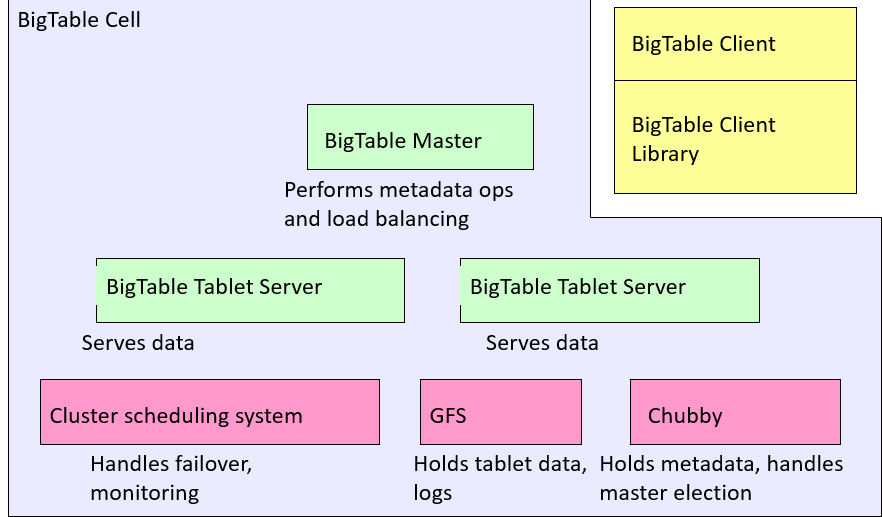 BigTable Cell
BigTable Client
BigTable Client
Library
BigTable Master
Performs metadata ops
and load balancing
BigTable Tablet Server
BigTable Tablet Server
Serves data
Serves data
Cluster scheduling system
GFS
Chubby
Handles failover,
monitoring
Holds tablet data,
logs
Holds metadata, handles
master election